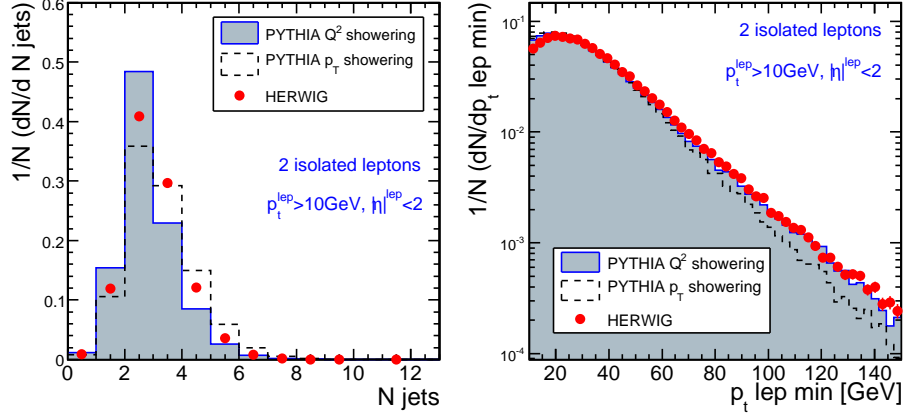 1/N (dN/d N jets)
0.6
0.5
0.4
0.3
0.2
0.1
0
PYTHIA Q² showering
PYTHIA p_T showering
HERWIG
2 isolated leptons
p_t^lep>10GeV, |η|^lep<2
0 2 4 6 8 10 12
N jets
1/N (dN/dp_t lep min)
10⁻¹
10⁻²
10⁻³
10⁻⁴
2 isolated leptons
p_t^lep>10GeV, |η|^lep<2
PYTHIA Q² showering
PYTHIA p_T showering
HERWIG
20 40 60 80 100 120 140
p_t lep min [GeV]